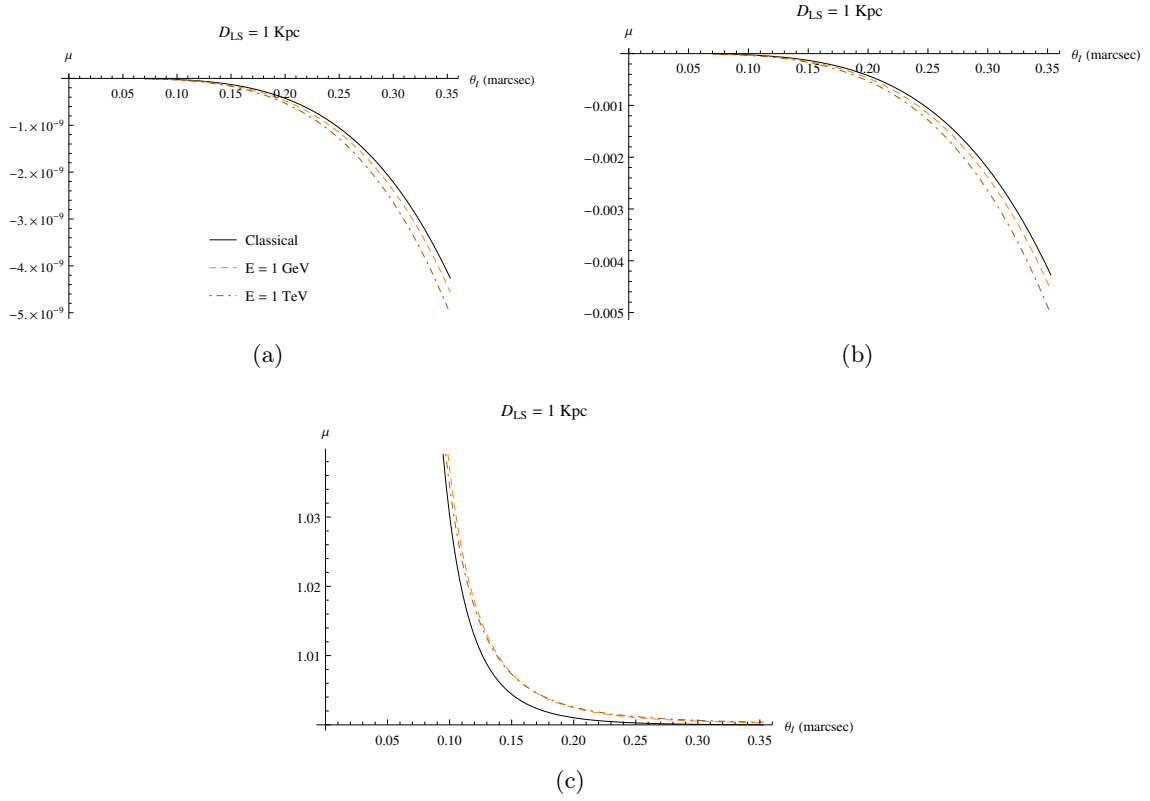 D_LS = 1 Kpc
μ
θ_I (marcsec)
0.05 0.10 0.15 0.20 0.25 0.30 0.35
−1.×10⁻⁹
−2.×10⁻⁹
−3.×10⁻⁹
−4.×10⁻⁹
−5.×10⁻⁹
Classical
E = 1 GeV
E = 1 TeV
(a)
D_LS = 1 Kpc
μ
θ_I (marcsec)
0.05 0.10 0.15 0.20 0.25 0.30 0.35
−0.001
−0.002
−0.003
−0.004
−0.005
(b)
D_LS = 1 Kpc
μ
1.03
1.02
1.01
θ_I (marcsec)
0.05 0.10 0.15 0.20 0.25 0.30 0.35
(c)